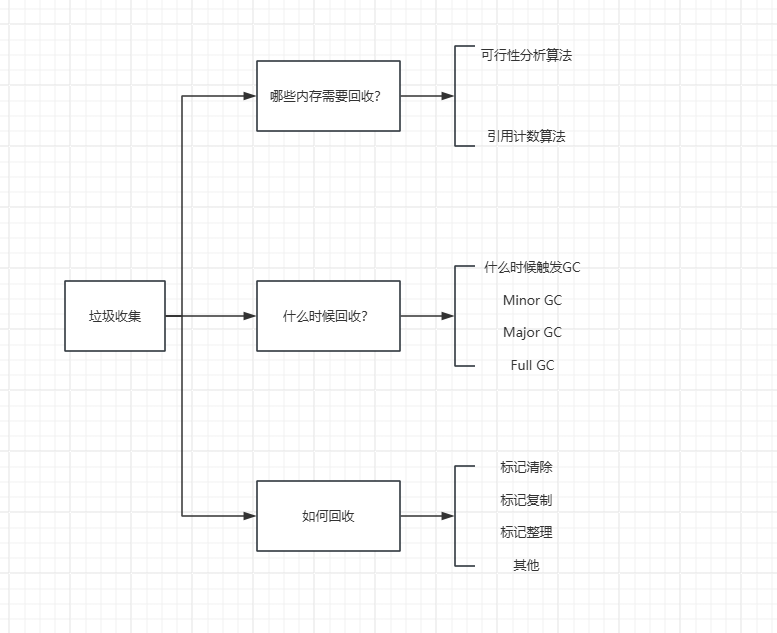 垃圾收集
哪些内存需要回收?
可行性分析算法
引用计数算法
什么时候回收?
什么时候触发GC
Minor GC
Major GC
Full GC
如何回收
标记清除
标记复制
标记整理
其他